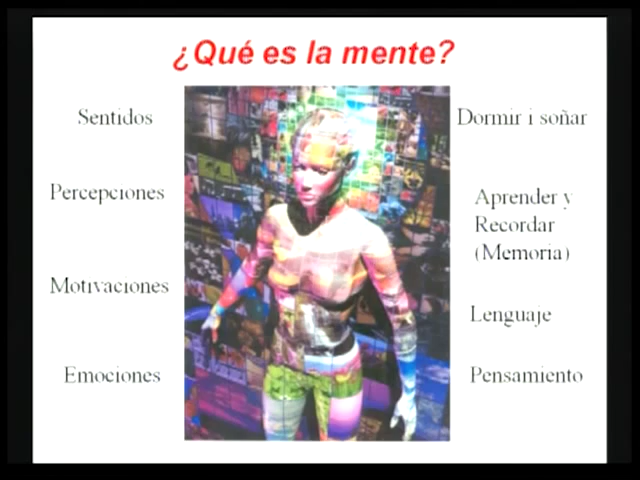 ¿Qué es la mente?
Sentidos
Percepciones
Motivaciones
Emociones
Dormir i soñar
Aprender y
Recordar
(Memoria)
Lenguaje
Pensamiento